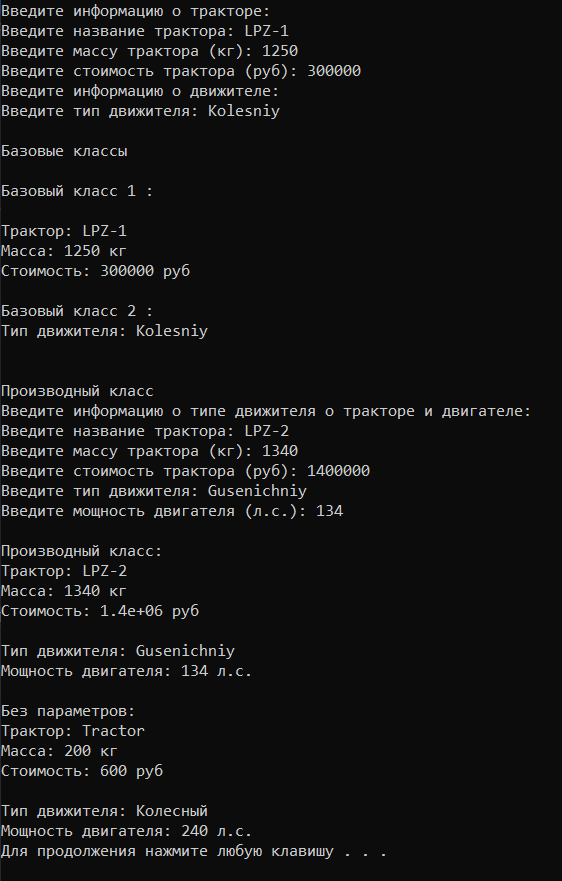 Введите информацию о тракторе:
Введите название трактора: LPZ-1
Введите массу трактора (кг): 1250
Введите стоимость трактора (руб): 300000
Введите информацию о движителе:
Введите тип движителя: Kolesniy
Базовые классы
Базовый класс 1 :
Трактор: LPZ-1
Масса: 1250 кг
Стоимость: 300000 руб
Базовый класс 2 :
Тип движителя: Kolesniy
Производный класс
Введите информацию о типе движителя о тракторе и двигателе:
Введите название трактора: LPZ-2
Введите массу трактора (кг): 1340
Введите стоимость трактора (руб): 1400000
Введите тип движителя: Gusenichniy
Введите мощность двигателя (л.с.): 134
Производный класс:
Трактор: LPZ-2
Масса: 1340 кг
Стоимость: 1.4e+06 руб
Тип движителя: Gusenichniy
Мощность двигателя: 134 л.с.
Без параметров:
Трактор: Tractor
Масса: 200 кг
Стоимость: 600 руб
Тип движителя: Колесный
Мощность двигателя: 240 л.с.
Для продолжения нажмите любую клавишу . . .